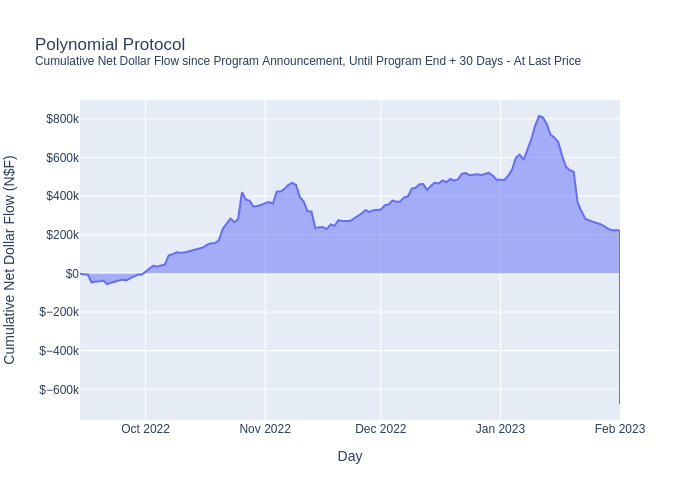 Polynomial Protocol
Cumulative Net Dollar Flow since Program Announcement, Until Program End + 30 Days - At Last Price
Cumulative Net Dollar Flow (N$F)
$800k
$600k
$400k
$200k
$0
$−200k
$−400k
$−600k
Oct 2022
Nov 2022
Dec 2022
Jan 2023
Feb 2023
Day